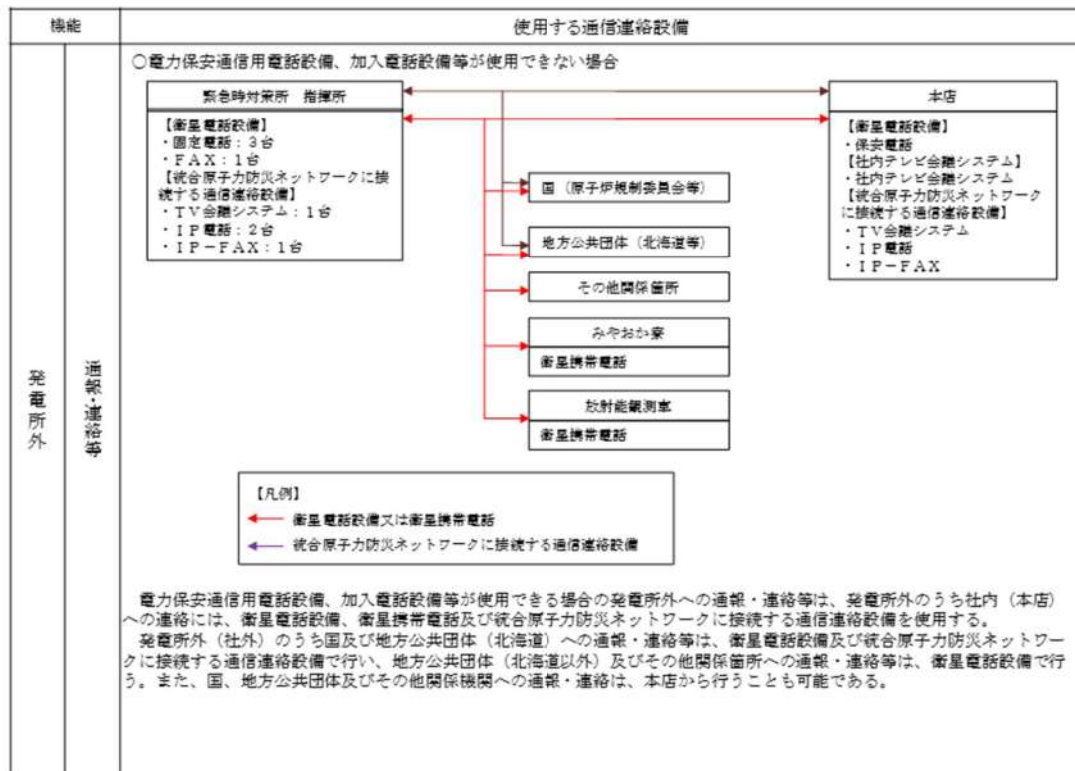 機能
使用する通信連絡設備
発電所外
通報・連絡等
○電力保安通信用電話設備、加入電話設備等が使用できない場合
緊急時対策所　指揮所
【衛星電話設備】
・固定電話：３台
・ＦＡＸ：１台
【統合原子力防災ネットワークに接
続する通信連絡設備】
・ＴＶ会議システム：１台
・ＩＰ電話：２台
・ＩＰ－ＦＡＸ：１台
国（原子炉規制委員会等）
地方公共団体（北海道等）
その他関係箇所
みやおか寮
衛星携帯電話
放射能観測車
衛星携帯電話
本店
【衛星電話設備】
・保安電話
【社内テレビ会議システム】
・社内テレビ会議システム
【統合原子力防災ネットワーク
に接続する通信連絡設備】
・ＴＶ会議システム
・ＩＰ電話
・ＩＰ－ＦＡＸ
【凡例】
衛星電話設備又は衛星携帯電話
統合原子力防災ネットワークに接続する通信連絡設備
電力保安通信用電話設備、加入電話設備等が使用できる場合の発電所外への通報・連絡等は、発電所外のうち社内（本店）
への連絡には、衛星電話設備、衛星携帯電話及び統合原子力防災ネットワークに接続する通信連絡設備を使用する。
発電所外（社外）のうち国及び地方公共団体（北海道）への通報・連絡等は、衛星電話設備及び統合原子力防災ネットワー
クに接続する通信連絡設備で行い、地方公共団体（北海道以外）及びその他関係箇所への通報・連絡等は、衛星電話設備で行
う。また、国、地方公共団体及びその他関係機関への通報・連絡は、本店から行うことも可能である。